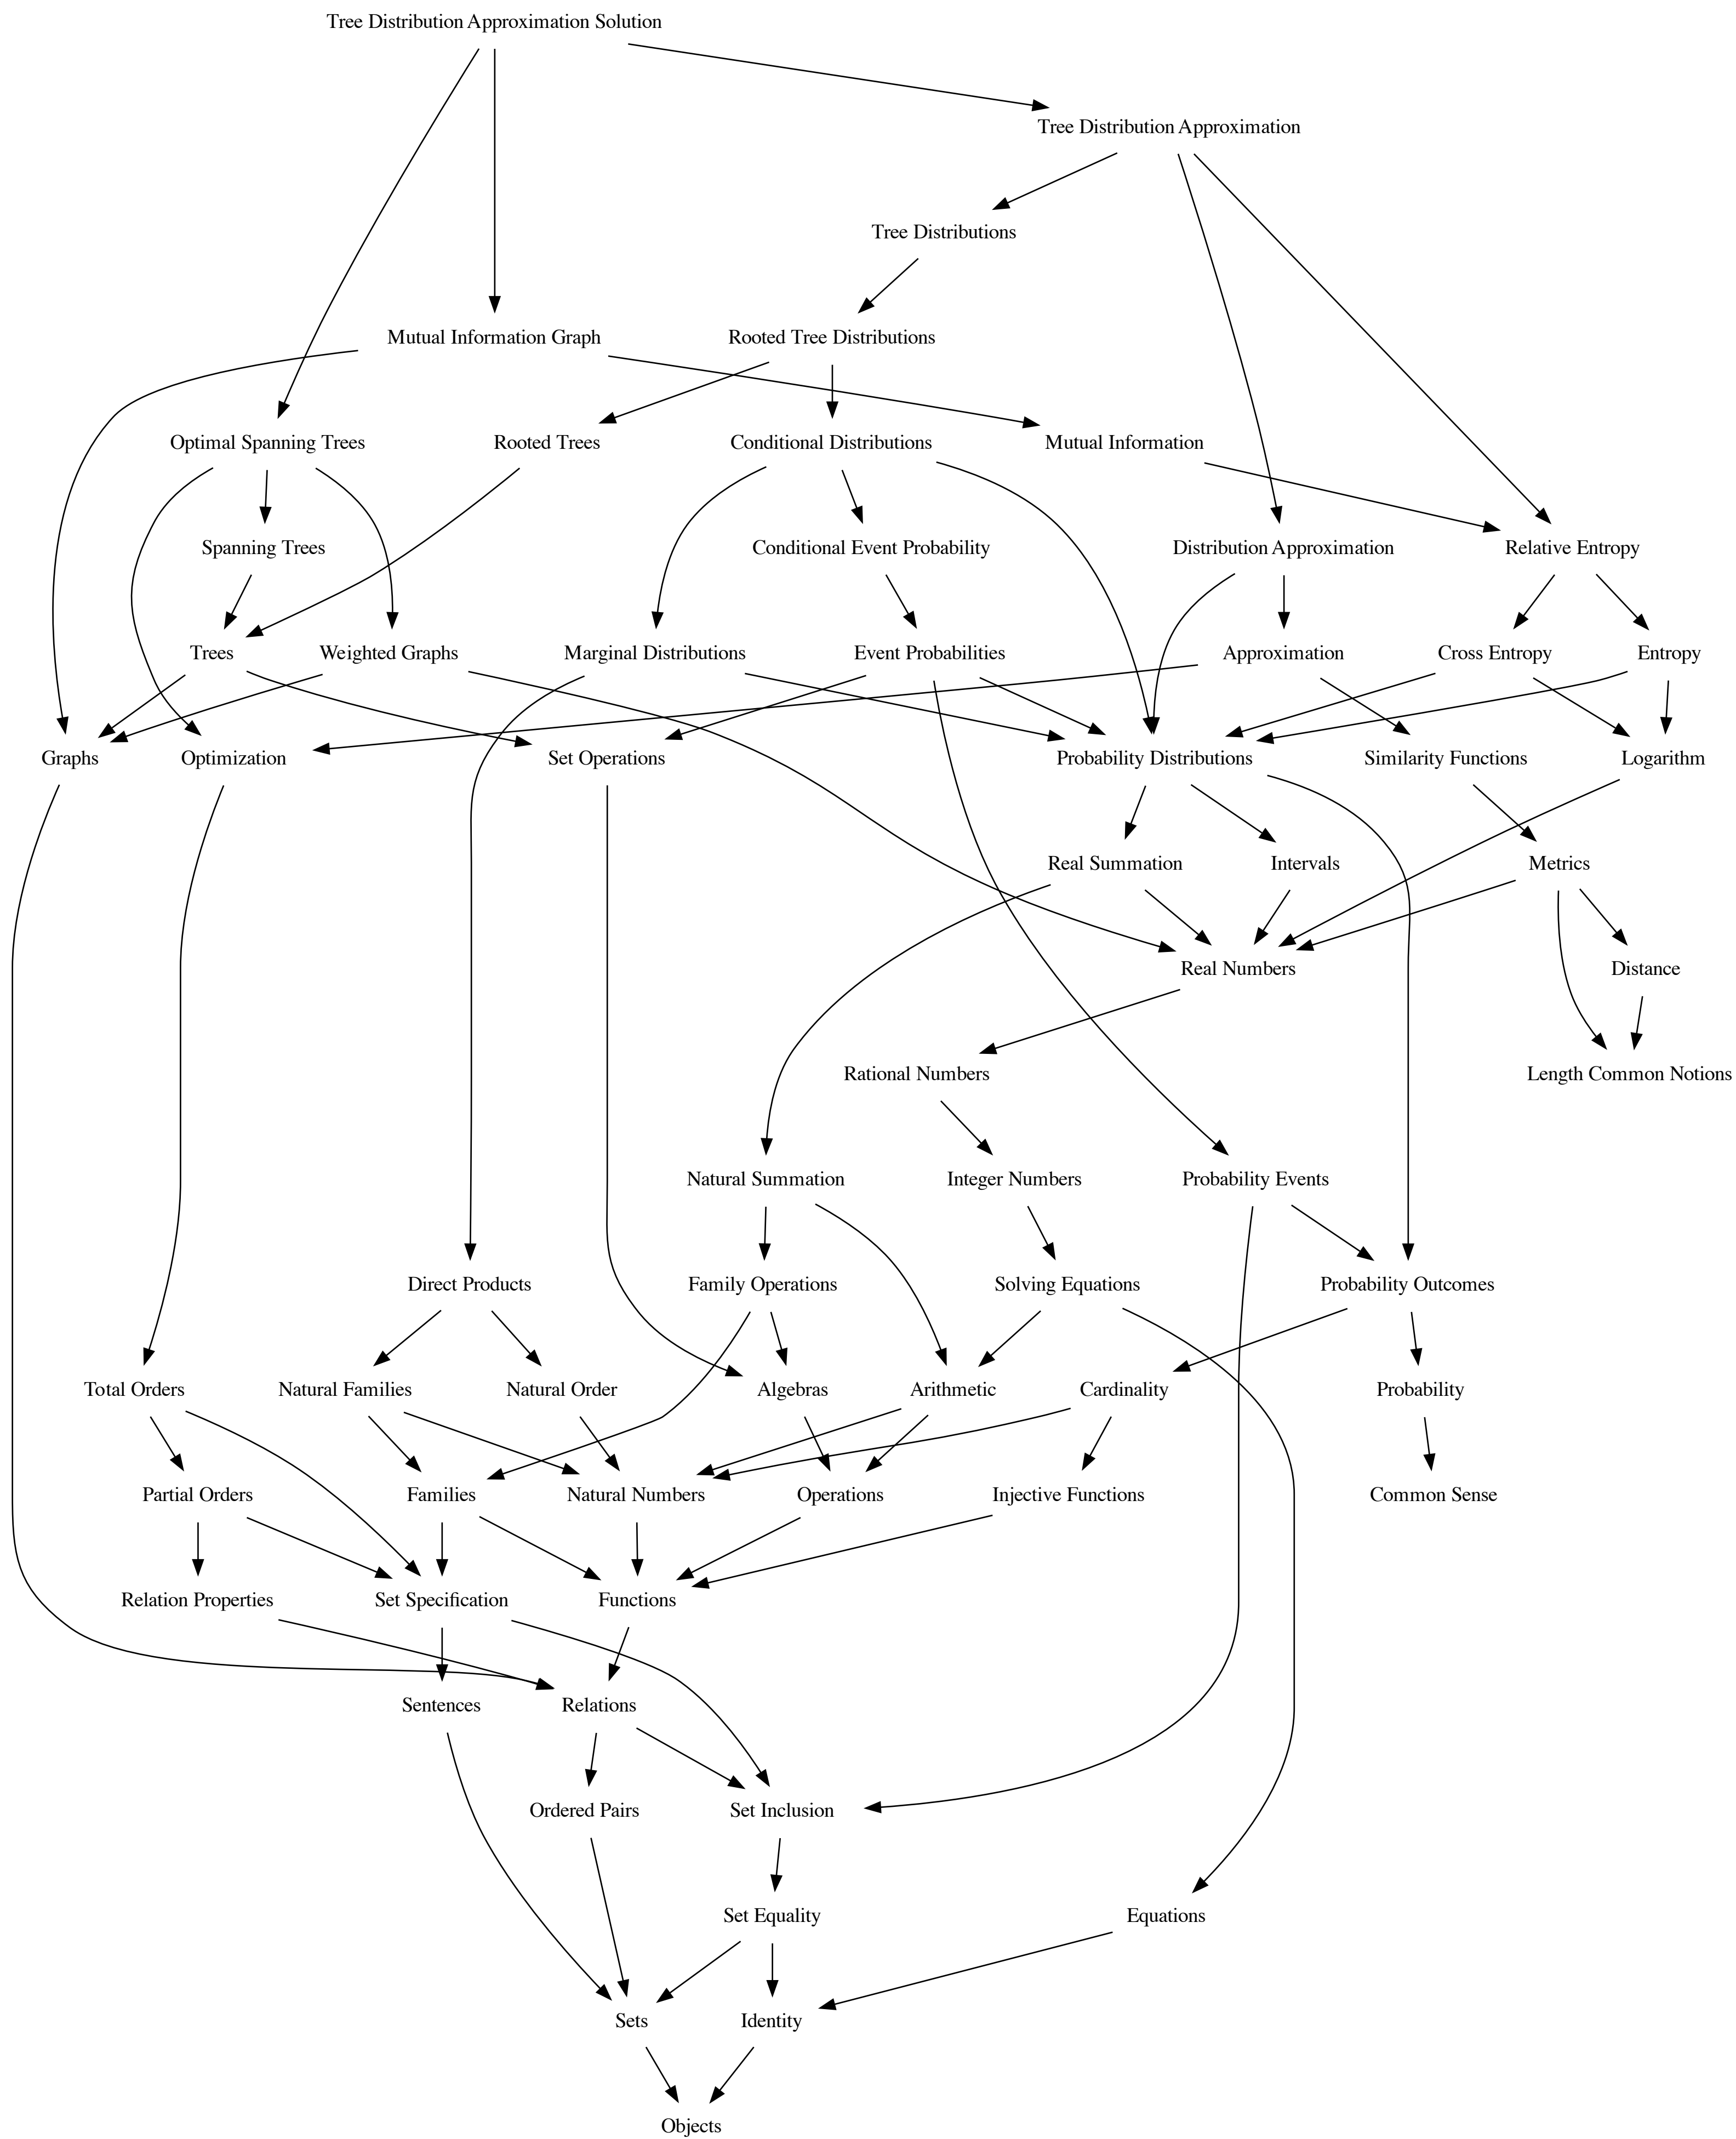 Tree Distribution Approximation Solution
Tree Distribution Approximation
Tree Distributions
Mutual Information Graph
Rooted Tree Distributions
Optimal Spanning Trees
Rooted Trees
Conditional Distributions
Mutual Information
Spanning Trees
Conditional Event Probability
Distribution Approximation
Relative Entropy
Trees
Weighted Graphs
Marginal Distributions
Event Probabilities
Approximation
Cross Entropy
Entropy
Graphs
Optimization
Set Operations
Probability Distributions
Similarity Functions
Logarithm
Real Summation
Intervals
Metrics
Real Numbers
Distance
Rational Numbers
Length Common Notions
Natural Summation
Integer Numbers
Probability Events
Direct Products
Family Operations
Solving Equations
Probability Outcomes
Total Orders
Natural Families
Natural Order
Algebras
Arithmetic
Cardinality
Probability
Partial Orders
Families
Natural Numbers
Operations
Injective Functions
Common Sense
Relation Properties
Set Specification
Functions
Sentences
Relations
Ordered Pairs
Set Inclusion
Set Equality
Equations
Sets
Identity
Objects